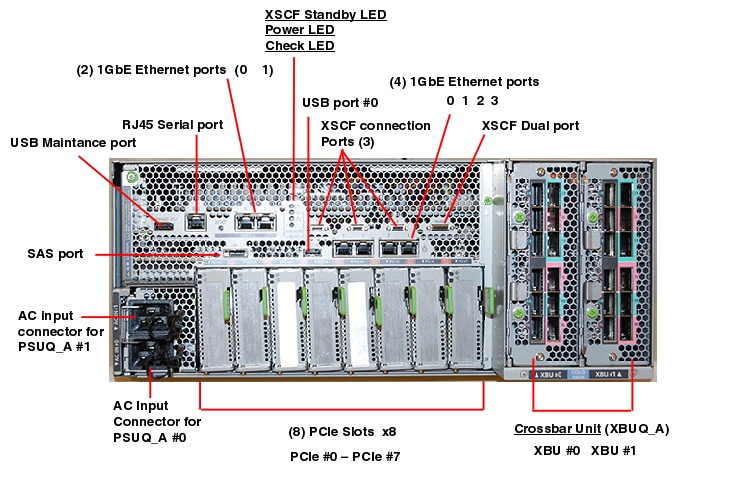 XSCF Standby LED
Power LED
Check LED
(2) 1GbE Ethernet ports (0 1)
(4) 1GbE Ethernet ports
0 1 2 3
USB port #0
RJ45 Serial port
XSCF connection
Ports (3)
XSCF Dual port
USB Maintance port
SAS port
AC input
connector for
PSUQ_A #1
AC Input
Connector for
PSUQ_A #0
(8) PCIe Slots x8
PCIe #0 – PCIe #7
▲ XBU #0
COLD
SWAP
XBU #1 ▲
Crossbar Unit (XBUQ_A)
XBU #0 XBU #1